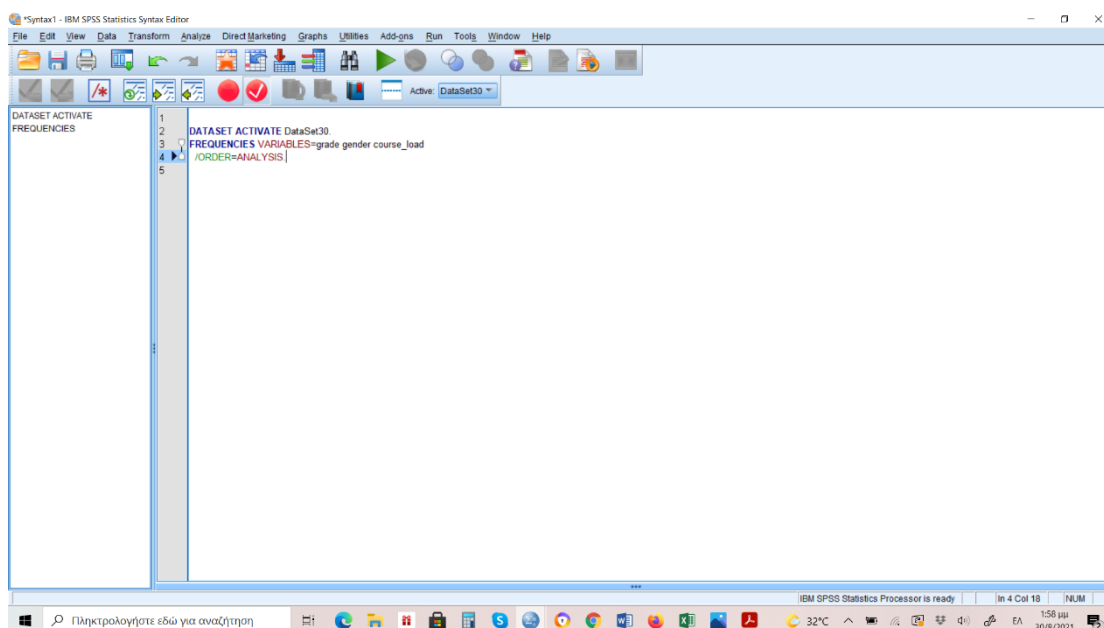 *Syntax1 - IBM SPSS Statistics Syntax Editor
File Edit View Data Transform Analyze Direct Marketing Graphs Utilities Add-ons Run Tools Window Help
Active: DataSet30
DATASET ACTIVATE
FREQUENCIES
1
2 DATASET ACTIVATE DataSet30.
3 FREQUENCIES VARIABLES=grade gender course_load
4 /ORDER=ANALYSIS.
5
IBM SPSS Statistics Processor is ready In 4 Col 18 NUM
Πληκτρολογήστε εδώ για αναζήτηση 32°C ΕΛ 1:58 μμ
30/8/2021